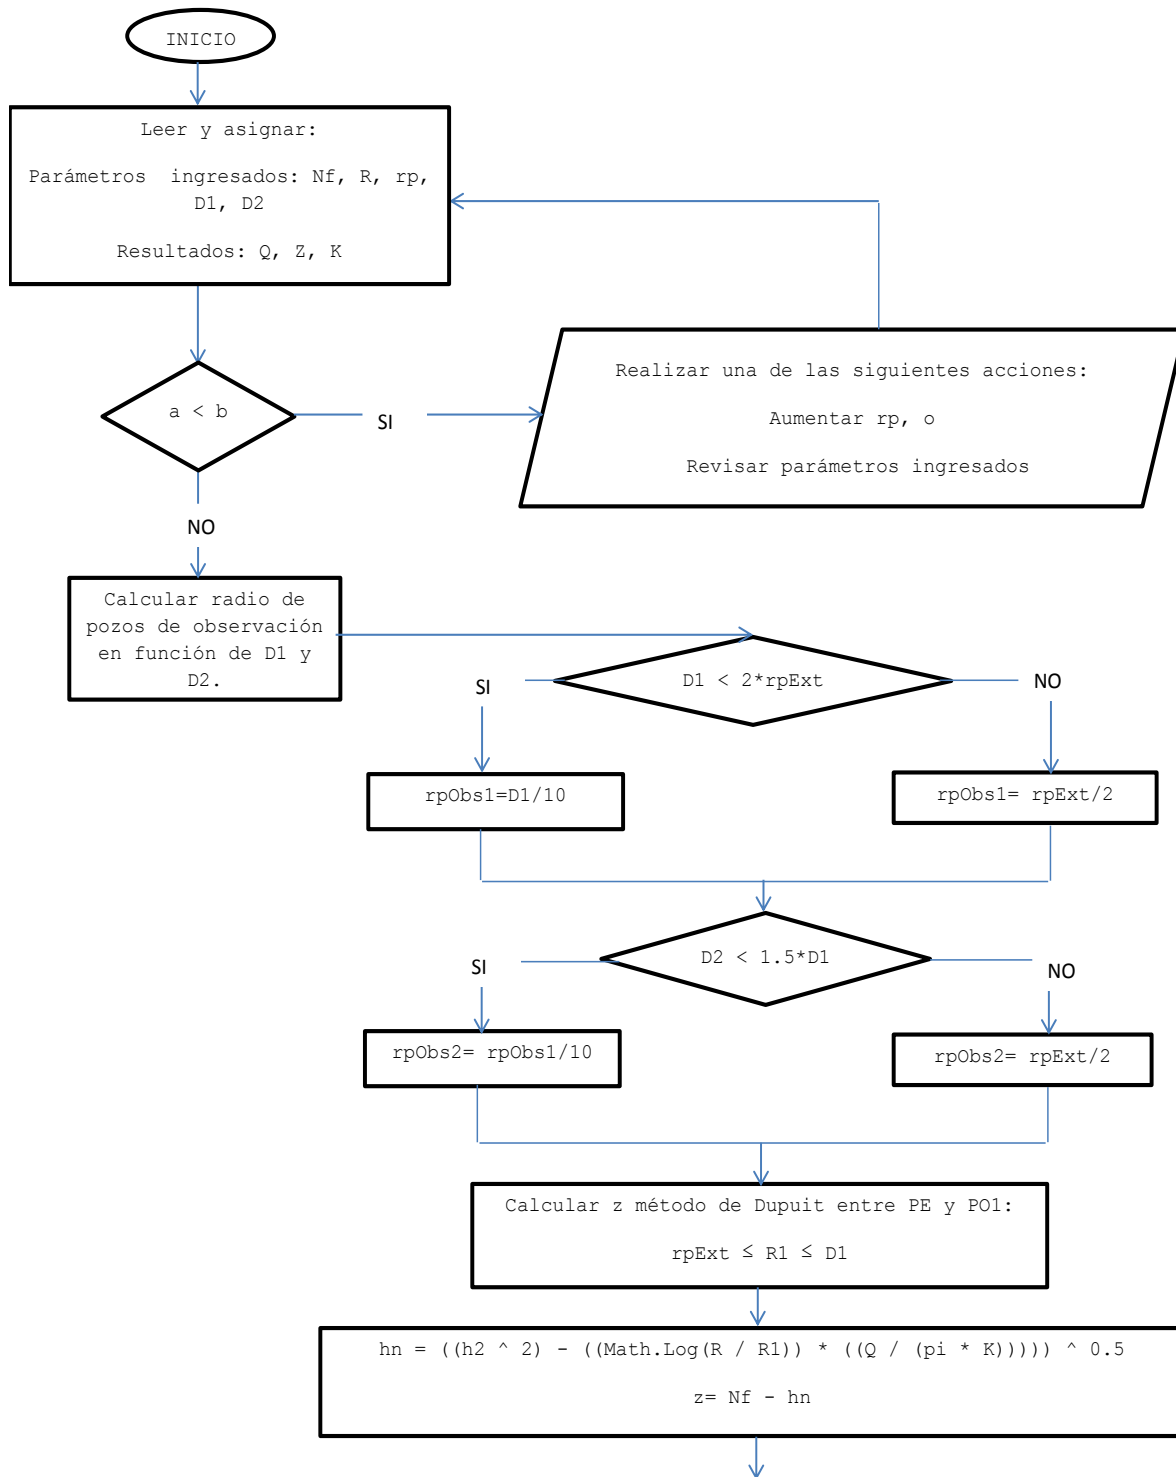 INICIO
Leer y asignar:
Parámetros ingresados: Nf, R, rp,
D1, D2
Resultados: Q, Z, K
a < b
SI
Realizar una de las siguientes acciones:
Aumentar rp, o
Revisar parámetros ingresados
NO
Calcular radio de
pozos de observación
en función de D1 y
D2.
D1 < 2*rpExt
SI
NO
rpObs1=D1/10
rpObs1= rpExt/2
D2 < 1.5*D1
SI
NO
rpObs2= rpObs1/10
rpObs2= rpExt/2
Calcular z método de Dupuit entre PE y PO1:
rpExt ≤ R1 ≤ D1
hn = ((h2 ^ 2) - ((Math.Log(R / R1)) * ((Q / (pi * K))))) ^ 0.5
z= Nf - hn